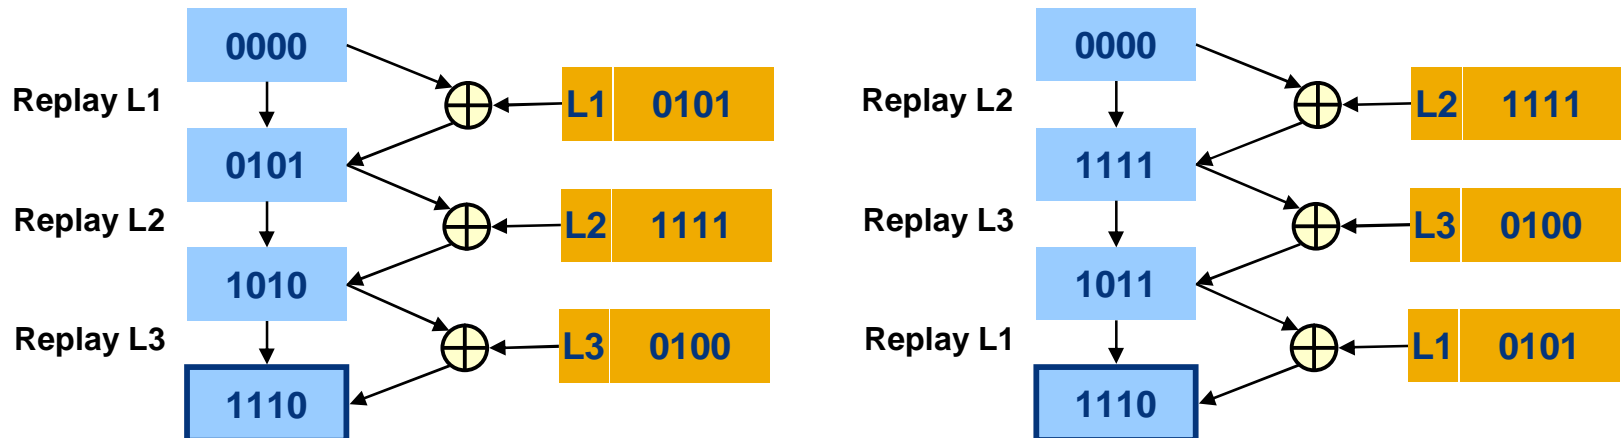 0000
Replay L1
L1 0101
0101
Replay L2
L2 1111
1010
Replay L3
L3 0100
1110
0000
Replay L2
L2 1111
1111
Replay L3
L3 0100
1011
Replay L1
L1 0101
1110